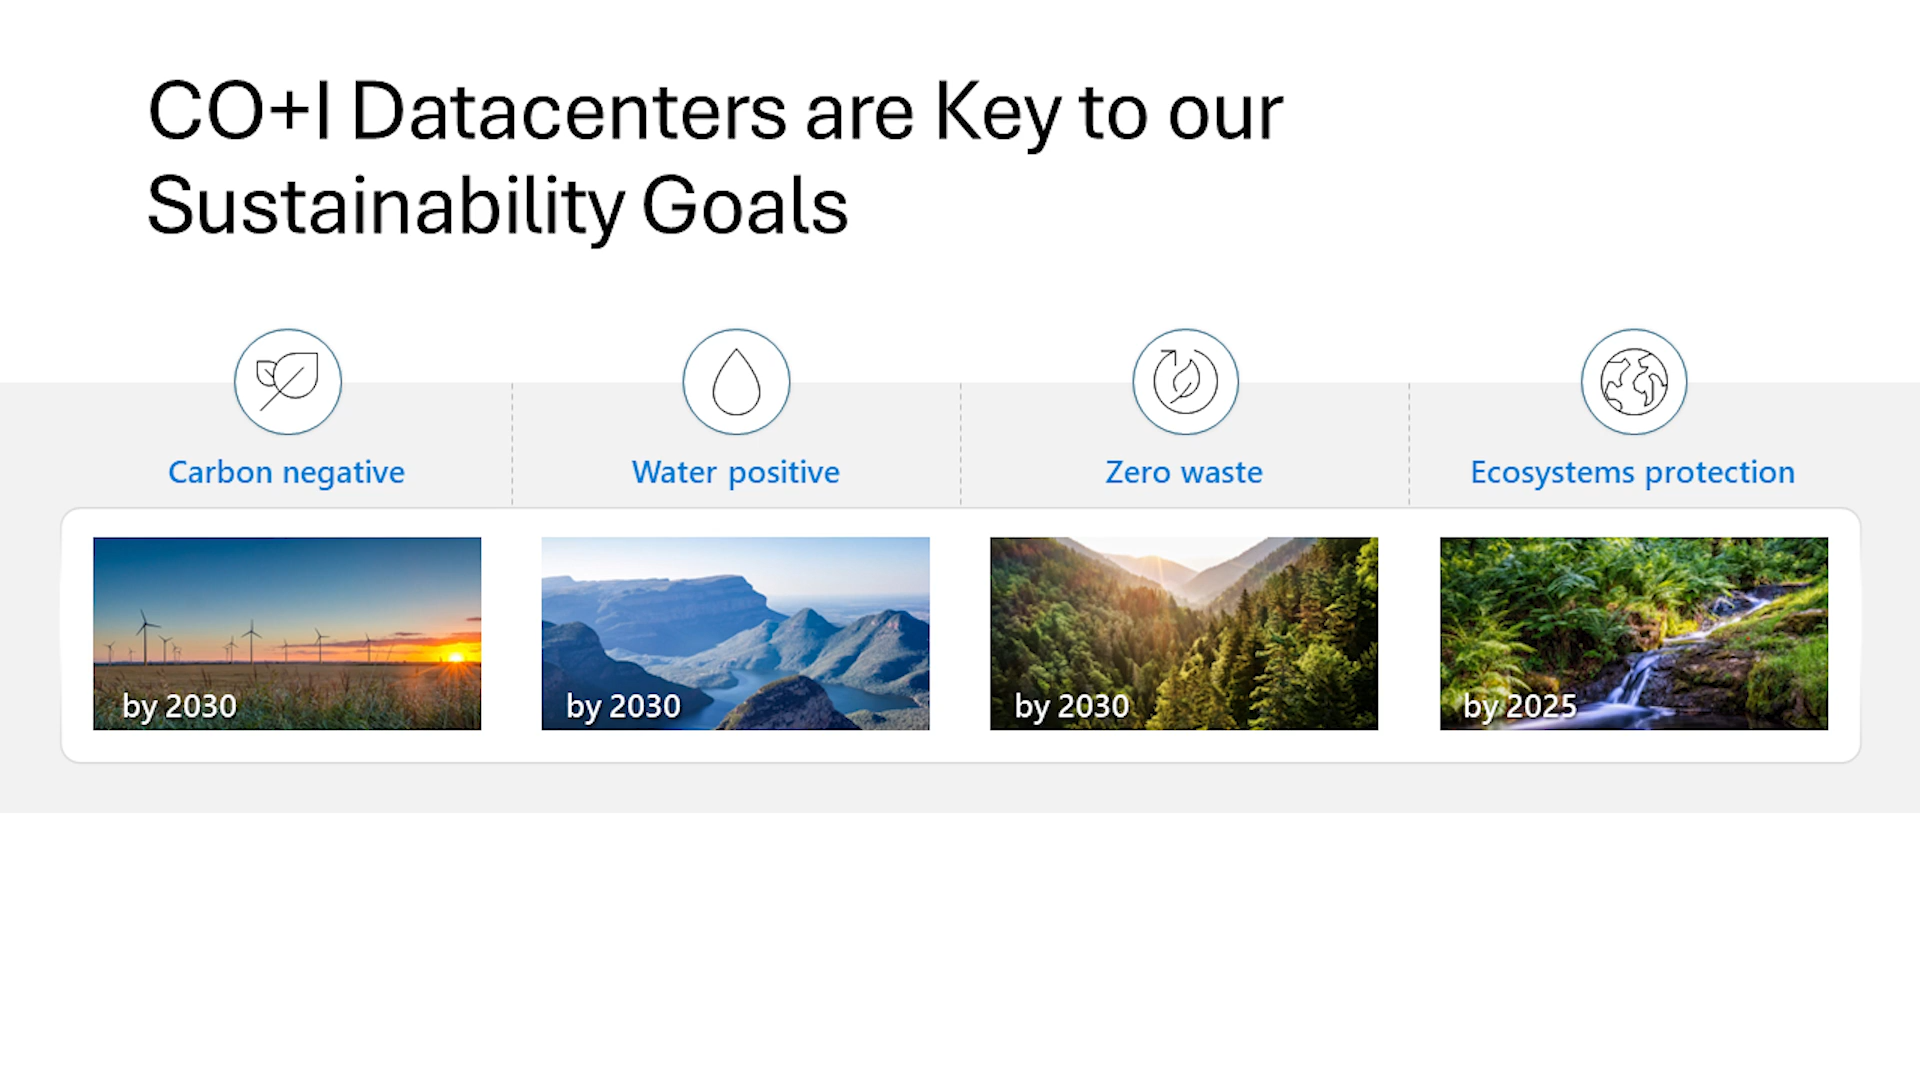 CO+I Datacenters are Key to our
Sustainability Goals
Carbon negative
Water positive
Zero waste
Ecosystems protection
by 2030
by 2030
by 2030
by 2025